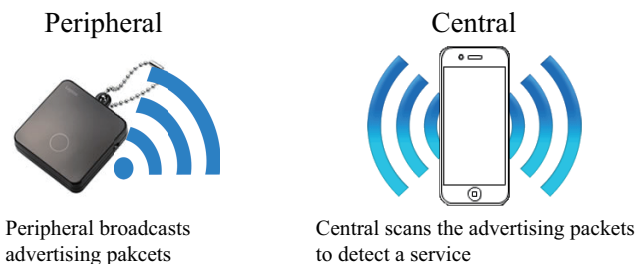 Peripheral
Central
Peripheral broadcasts
advertising pakcets
Central scans the advertising packets
to detect a service